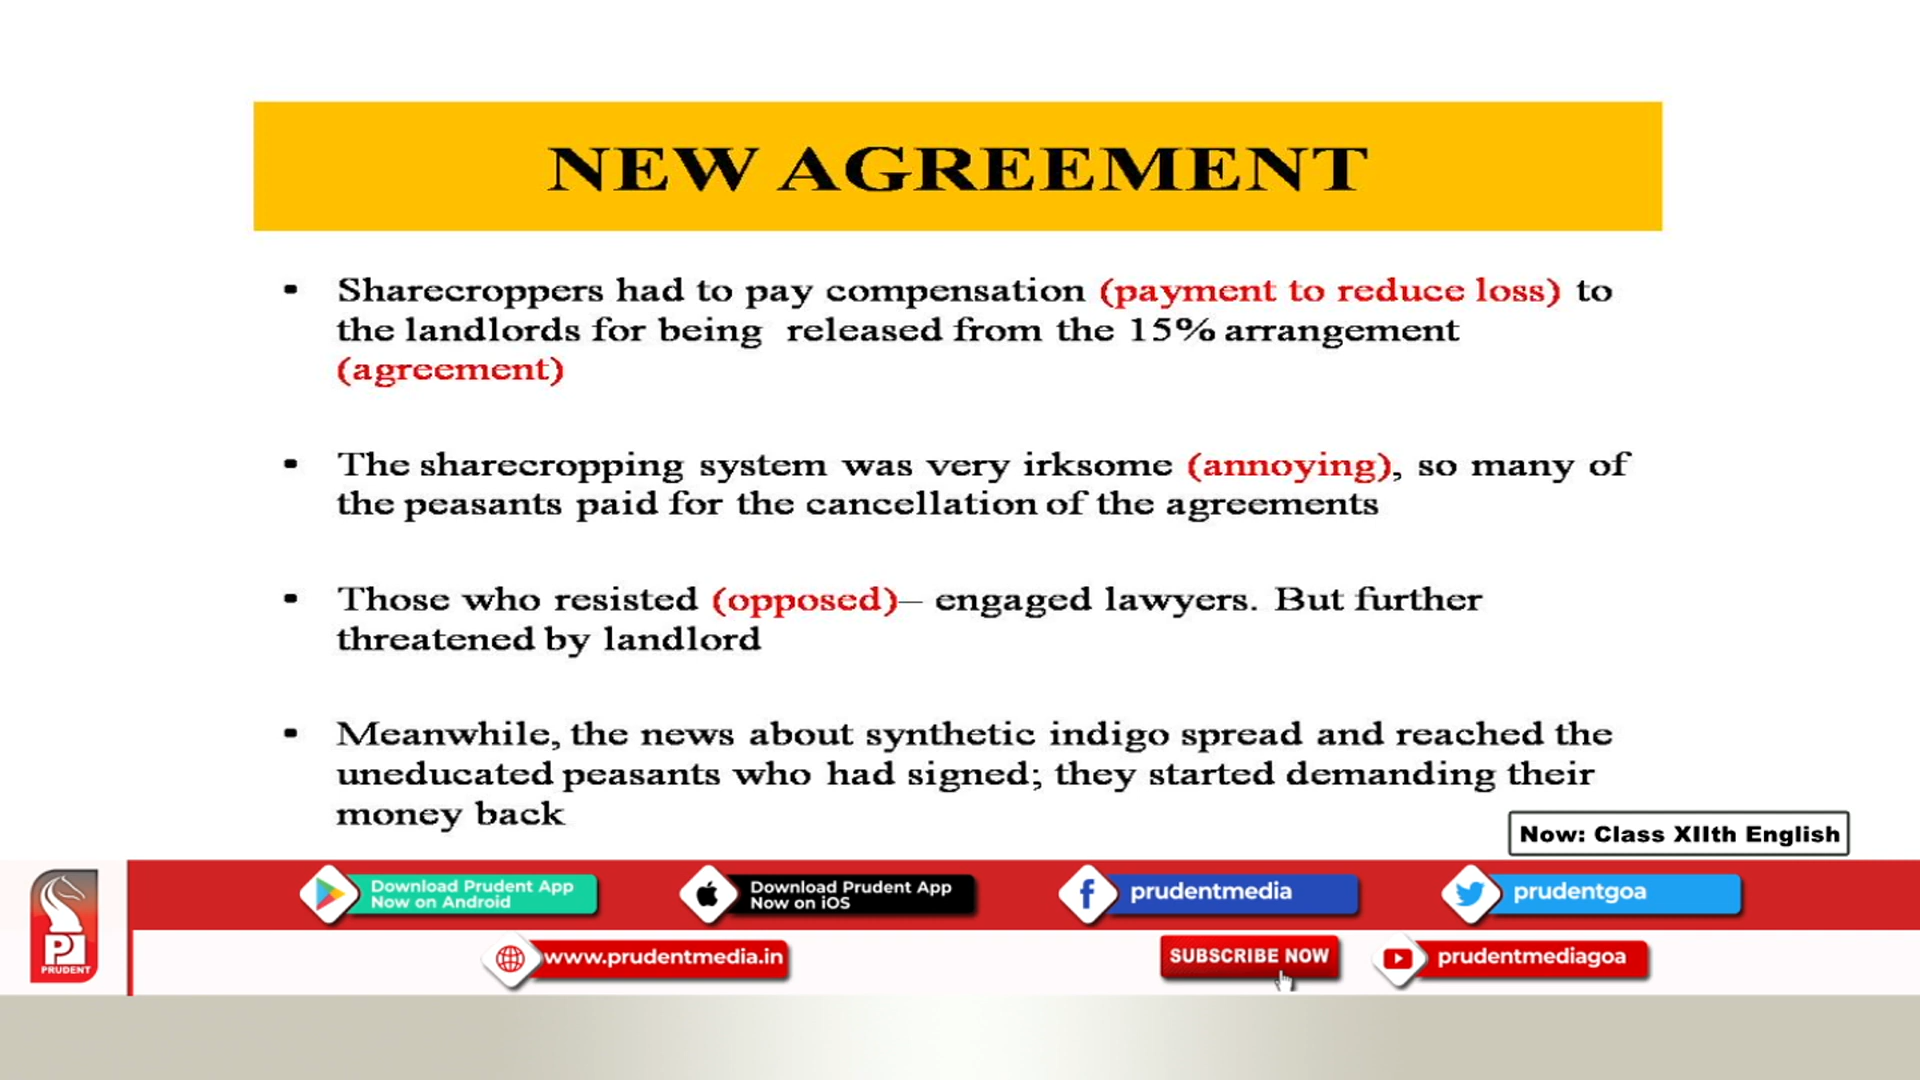 NEW AGREEMENT
• Sharecroppers had to pay compensation (payment to reduce loss) to
the landlords for being released from the 15% arrangement
(agreement)
• The sharecropping system was very irksome (annoying), so many of
the peasants paid for the cancellation of the agreements
• Those who resisted (opposed)– engaged lawyers. But further
threatened by landlord
• Meanwhile, the news about synthetic indigo spread and reached the
uneducated peasants who had signed; they started demanding their
money back
Now: Class XIIth English
Download Prudent App
Now on Android
Download Prudent App
Now on iOS
prudentmedia
prudentgoa
PRUDENT
www.prudentmedia.in
SUBSCRIBE NOW
prudentmediagoa